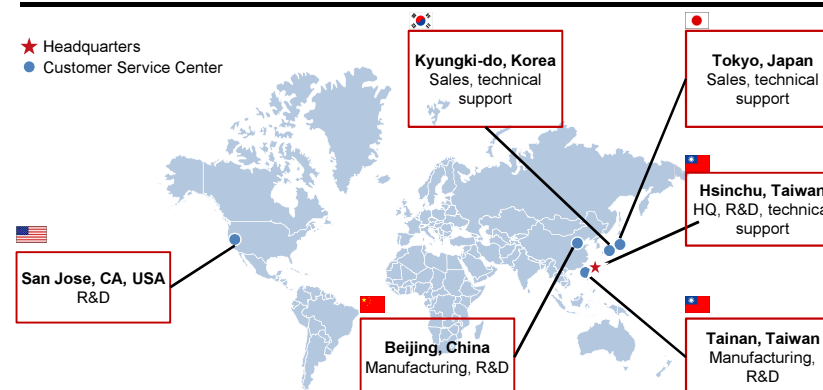 Headquarters
Customer Service Center
Kyungki-do, Korea
Sales, technical
support
Tokyo, Japan
Sales, technical
support
Hsinchu, Taiwan
HQ, R&D, technica
support
San Jose, CA, USA
R&D
Beijing, China
Manufacturing, R&D
Tainan, Taiwan
Manufacturing,
R&D